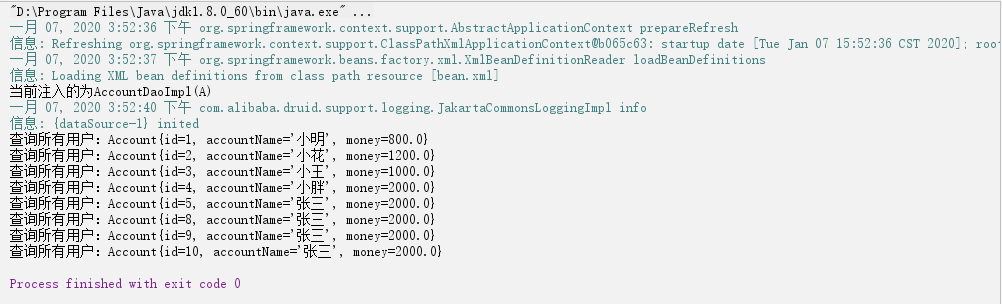 "D:\Program Files\Java\jdk1.8.0_60\bin\java.exe" ...
一月 07, 2020 3:52:36 下午 org.springframework.context.support.AbstractApplicationContext prepareRefresh
信息: Refreshing org.springframework.context.support.ClassPathXmlApplicationContext@b065c63: startup date [Tue Jan 07 15:52:36 CST 2020]; roo
一月 07, 2020 3:52:37 下午 org.springframework.beans.factory.xml.XmlBeanDefinitionReader loadBeanDefinitions
信息: Loading XML bean definitions from class path resource [bean.xml]
当前注入的为AccountDaoImpl(A)
一月 07, 2020 3:52:40 下午 com.alibaba.druid.support.logging.JakartaCommonsLoggingImpl info
信息: {dataSource-1} inited
查询所有用户: Account{id=1, accountName='小明', money=800.0}
查询所有用户: Account{id=2, accountName='小花', money=1200.0}
查询所有用户: Account{id=3, accountName='小王', money=1000.0}
查询所有用户: Account{id=4, accountName='小胖', money=2000.0}
查询所有用户: Account{id=5, accountName='张三', money=2000.0}
查询所有用户: Account{id=8, accountName='张三', money=2000.0}
查询所有用户: Account{id=9, accountName='张三', money=2000.0}
查询所有用户: Account{id=10, accountName='张三', money=2000.0}
Process finished with exit code 0